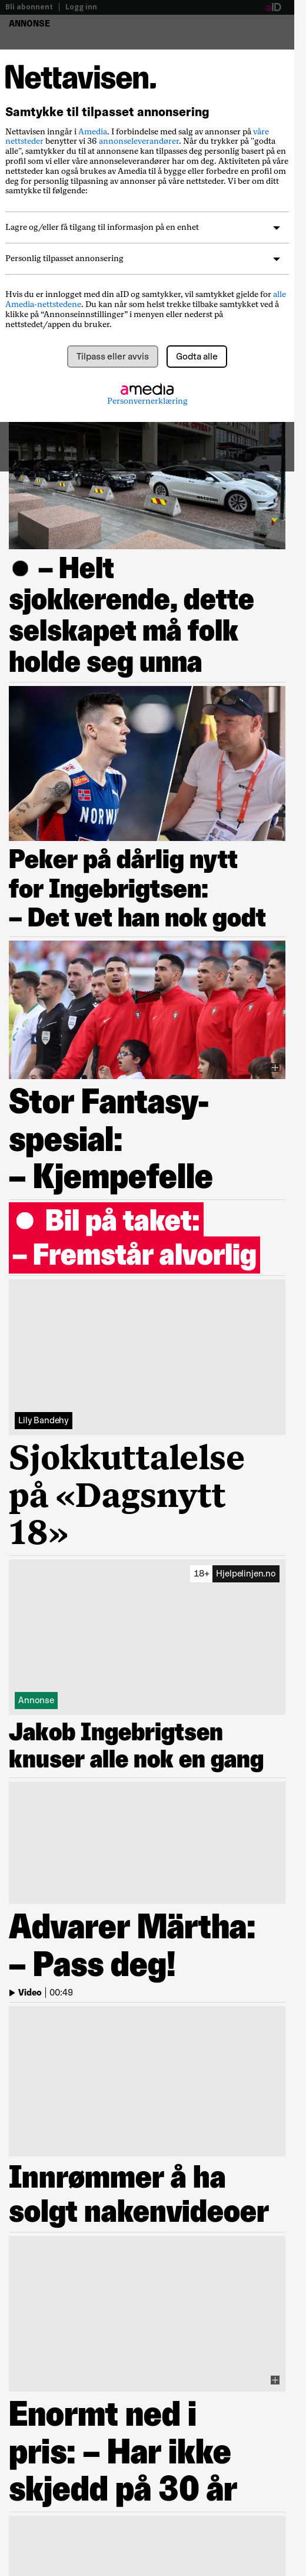 Bli abonnent | Logg inn
aID
ANNONSE
Nettavisen.
Samtykke til tilpasset annonsering
Nettavisen inngår i Amedia. I forbindelse med salg av annonser på våre
nettsteder benytter vi 36 annonseleverandører. Når du trykker på "godta
alle", samtykker du til at annonsene kan tilpasses deg personlig basert på en
profil som vi eller våre annonseleverandører har om deg. Aktiviteten på våre
nettsteder kan også brukes av Amedia til å bygge eller forbedre en profil om
deg for personlig tilpasning av annonser på våre nettsteder. Vi ber om ditt
samtykke til følgende:
Lagre og/eller få tilgang til informasjon på en enhet
Personlig tilpasset annonsering
Hvis du er innlogget med din aID og samtykker, vil samtykket gjelde for alle
Amedia-nettstedene. Du kan når som helst trekke tilbake samtykket ved å
klikke på "Annonseinnstillinger" i menyen eller nederst på
nettstedet/appen du bruker.
Tilpass eller avvis
Godta alle
amedia
Personvernerklæring
– Helt
sjokkerende, dette
selskapet må folk
holde seg unna
NORW
Peker på dårlig nytt
for Ingebrigtsen:
– Det vet han nok godt
Stor Fantasy-
spesial:
– Kjempefelle
Bil på taket:
– Fremstår alvorlig
Lily Bandehy
Sjokkuttalelse
på «Dagsnytt
18»
18+ Hjelpelinjen.no
Annonse
Jakob Ingebrigtsen
knuser alle nok en gang
Advarer Märtha:
– Pass deg!
Video | 00:49
Innrømmer å ha
solgt nakenvideoer
Enormt ned i
pris: – Har ikke
skjedd på 30 år